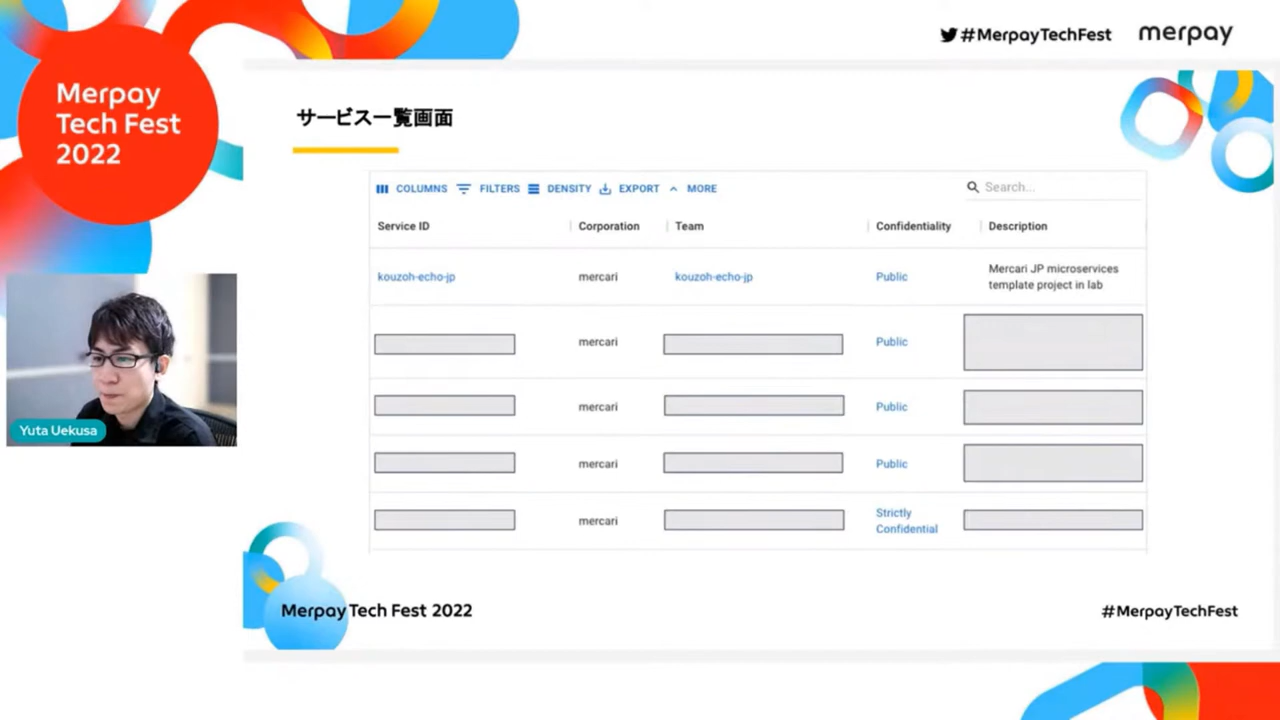 #MerpayTechFest
merpay
Merpay
Tech Fest
2022
サービス一覧画面
COLUMNS FILTERS DENSITY EXPORT MORE
Search...
Service ID Corporation Team Confidentiality Description
kouzoh-echo-jp mercari kouzoh-echo-jp Public Mercari JP microservices
template project in lab
mercari Public
mercari Public
mercari Public
mercari Strictly
Confidential
Yuta Uekusa
Merpay Tech Fest 2022
#MerpayTechFest